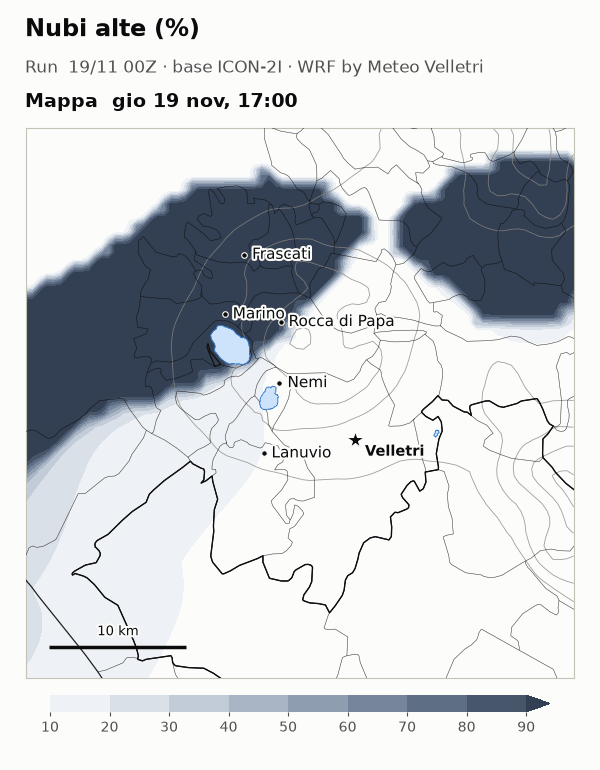 Nubi alte (%)
Run 19/11 00Z · base ICON-2I · WRF by Meteo Velletri
Mappa gio 19 nov, 17:00
Frascati
Marino
Rocca di Papa
Nemi
Velletri
Lanuvio
10 km
10 20 30 40 50 60 70 80 90